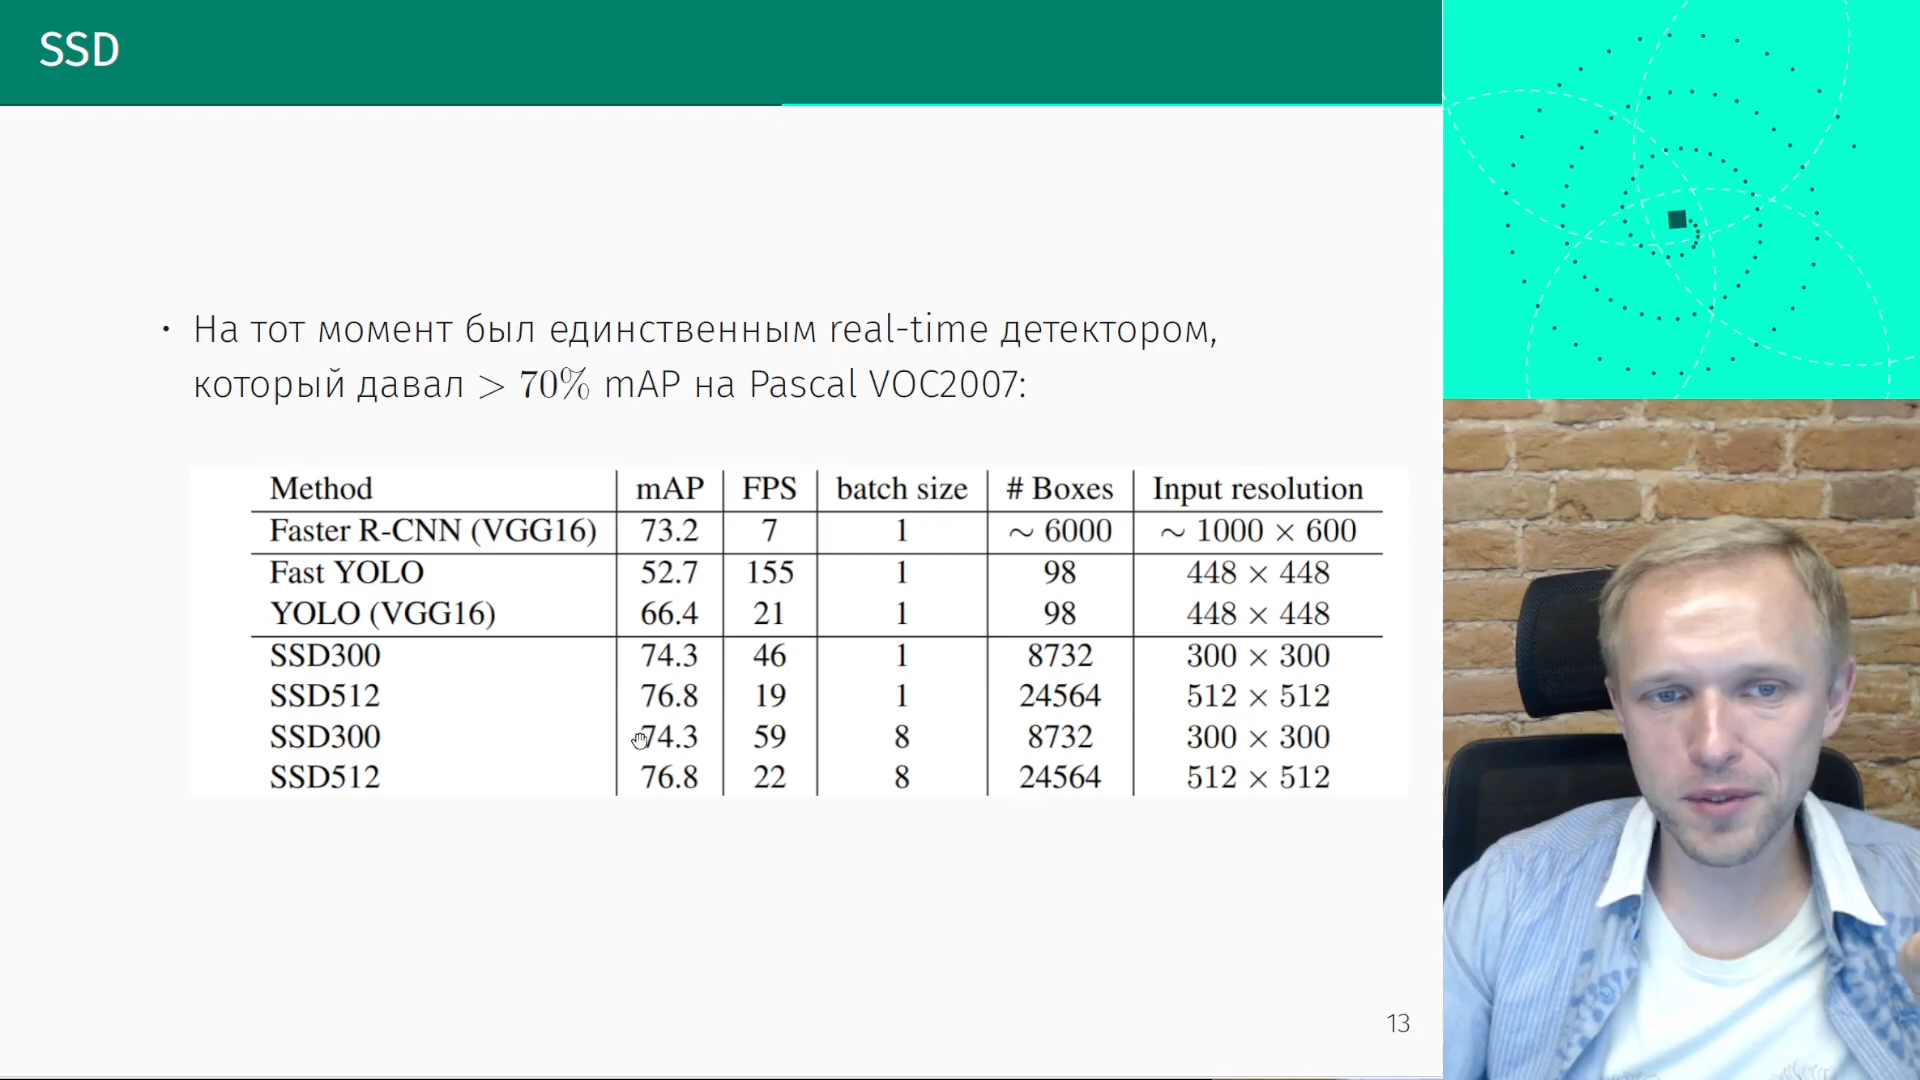 SSD
• На тот момент был единственным real-time детектором,
который давал > 70% mAP на Pascal VOC2007:
Method mAP FPS batch size # Boxes Input resolution
Faster R-CNN (VGG16) 73.2 7 1 ~ 6000 ~ 1000 × 600
Fast YOLO 52.7 155 1 98 448 × 448
YOLO (VGG16) 66.4 21 1 98 448 × 448
SSD300 74.3 46 1 8732 300 × 300
SSD512 76.8 19 1 24564 512 × 512
SSD300 74.3 59 8 8732 300 × 300
SSD512 76.8 22 8 24564 512 × 512
13